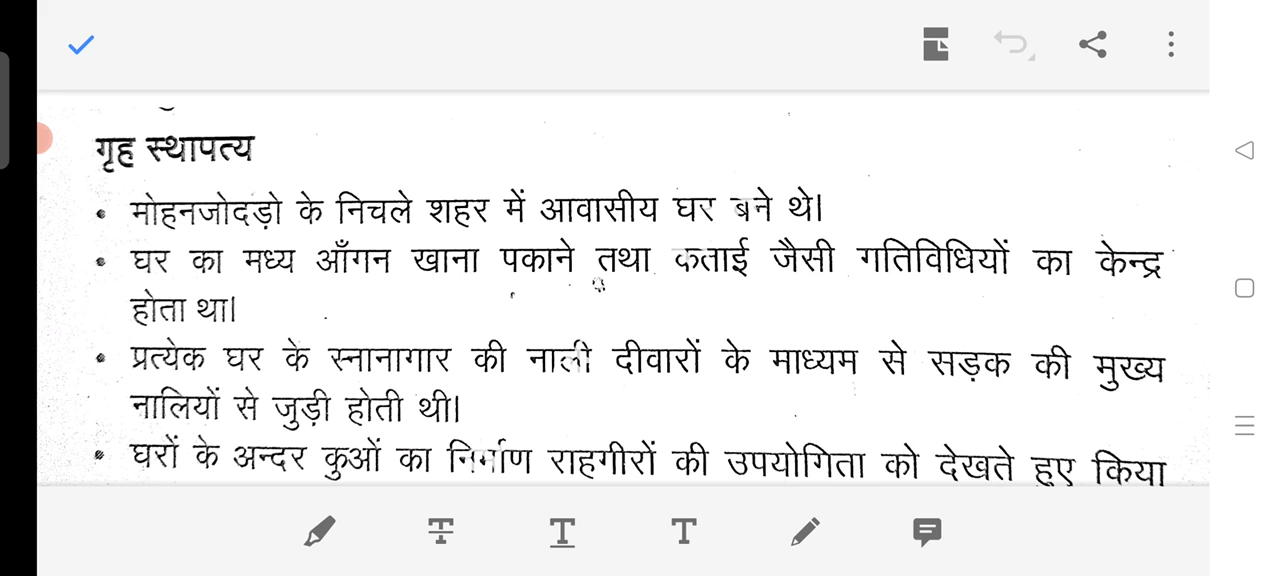 गृह स्थापत्य
• मोहनजोदड़ो के निचले शहर में आवासीय घर बने थे।
• घर का मध्य आँगन खाना पकाने तथा कताई जैसी गतिविधियों का केन्द्र
होता था।
• प्रत्येक घर के स्नानागार की नाली दीवारों के माध्यम से सड़क की मुख्य
नालियों से जुड़ी होती थी।
• घरों के अन्दर कुओं का निर्माण राहगीरों की उपयोगिता को देखते हुए किया